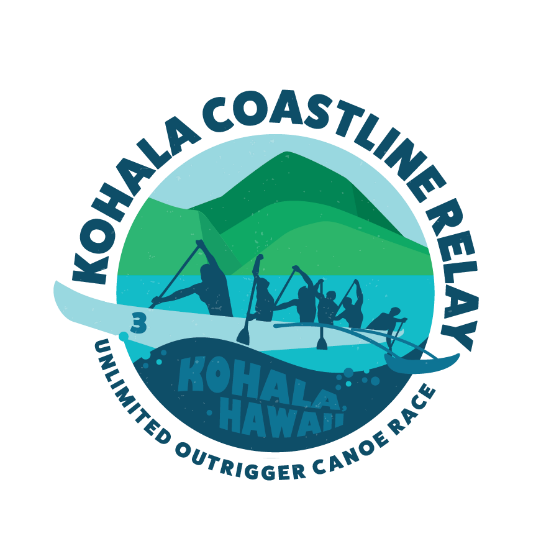 KOHALA COASTLINE RELAY
3
KOHALA,
HAWAII
UNLIMITED OUTRIGGER CANOE RACE